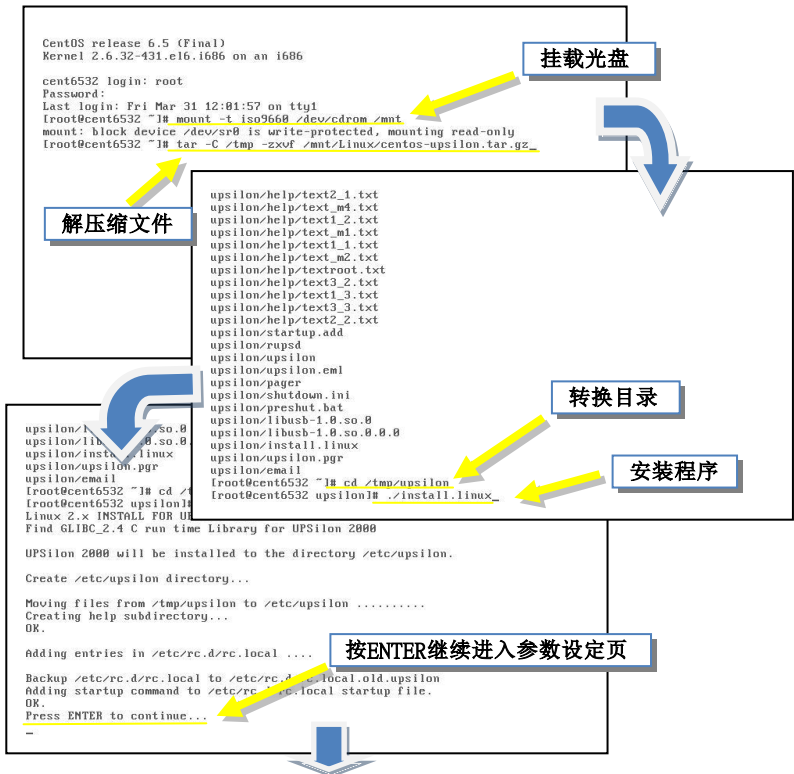 CentOS release 6.5 (Final)
Kernel 2.6.32-431.el6.i686 on an i686
cent6532 login: root
Password:
Last login: Fri Mar 31 12:01:57 on tty1
[root@cent6532 ~]# mount -t iso9660 /dev/cdrom /mnt
mount: block device /dev/sr0 is write-protected, mounting read-only
[root@cent6532 ~]# tar -C /tmp -zxvf /mnt/Linux/centos-upsilon.tar.gz_
挂载光盘
解压缩文件
upsilon/help/text2_1.txt
upsilon/help/text_m4.txt
upsilon/help/text1_2.txt
upsilon/help/text_m1.txt
upsilon/help/text1_1.txt
upsilon/help/text_m2.txt
upsilon/help/textroot.txt
upsilon/help/text3_2.txt
upsilon/help/text1_3.txt
upsilon/help/text3_3.txt
upsilon/help/text2_2.txt
upsilon/startup.add
upsilon/rupsd
upsilon/upsilon
upsilon/upsilon.eml
upsilon/pager
upsilon/shutdown.ini
upsilon/preshut.bat
upsilon/libusb-1.0.so.0
upsilon/libusb-1.0.so.0.0.0
upsilon/install.linux
upsilon/upsilon.pgr
upsilon/email
[root@cent6532 ~]# cd /tmp/upsilon
[root@cent6532 upsilon]# ./install.linux_
转换目录
安装程序
upsilon/install.linux
upsilon/upsilon.pgr
upsilon/email
[root@cent6532 ~]# cd /t
[root@cent6532 upsilon]#
Linux 2.x INSTALL FOR UP
Find GLIBC_2.4 C run time Library for UPSilon 2000
UPSilon 2000 will be installed to the directory /etc/upsilon.
Create /etc/upsilon directory...
Moving files from /tmp/upsilon to /etc/upsilon ..........
Creating help subdirectory...
OK.
Adding entries in /etc/rc.d/rc.local ....
Backup /etc/rc.d/rc.local to /etc/rc.d/rc.local.old.upsilon
Adding startup command to /etc/rc.d/rc.local startup file.
OK.
Press ENTER to continue...
_
按ENTER继续进入参数设定页